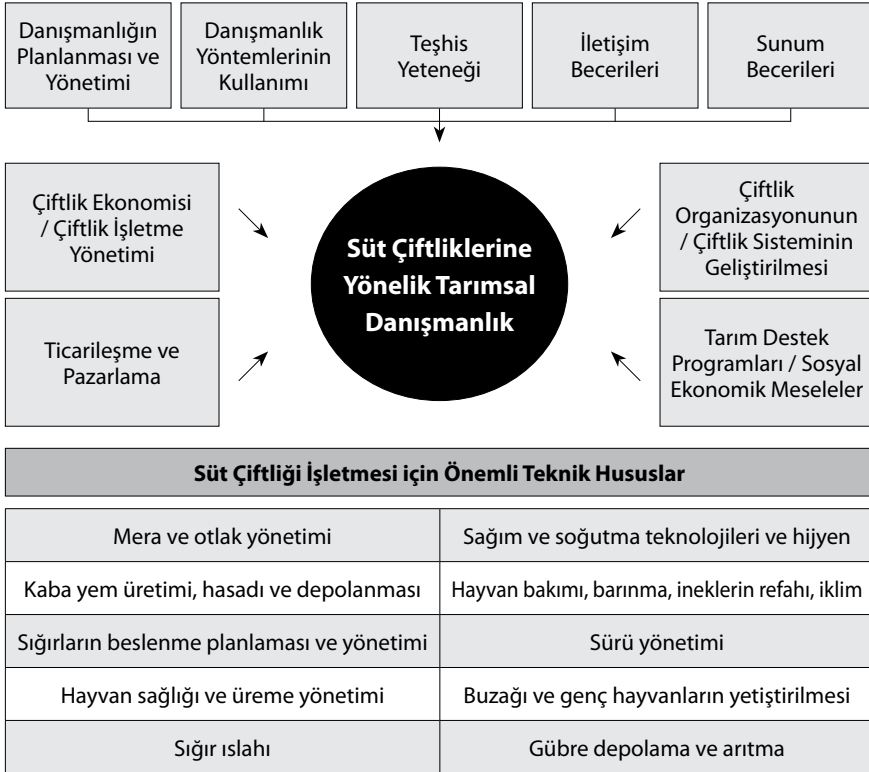 Danışmanlığın
Planlanması ve
Yönetimi
Danışmanlık
Yöntemlerinin
Kullanımı
Teşhis
Yeteneği
İletişim
Becerileri
Sunum
Becerileri
Çiftlik Ekonomisi
/ Çiftlik İşletme
Yönetimi
Ticarileşme ve
Pazarlama
Süt Çiftliklerine
Yönelik Tarımsal
Danışmanlık
Çiftlik
Organizasyonunun
/ Çiftlik Sisteminin
Geliştirilmesi
Tarım Destek
Programları / Sosyal
Ekonomik Meseleler
Süt Çiftliği İşletmesi için Önemli Teknik Hususlar
Mera ve otlak yönetimi
Sağım ve soğutma teknolojileri ve hijyen
Kaba yem üretimi, hasadı ve depolanması
Hayvan bakımı, barınma, ineklerin refahı, iklim
Sığırların beslenme planlaması ve yönetimi
Sürü yönetimi
Hayvan sağlığı ve üreme yönetimi
Buzağı ve genç hayvanların yetiştirilmesi
Sığır ıslahı
Gübre depolama ve arıtma